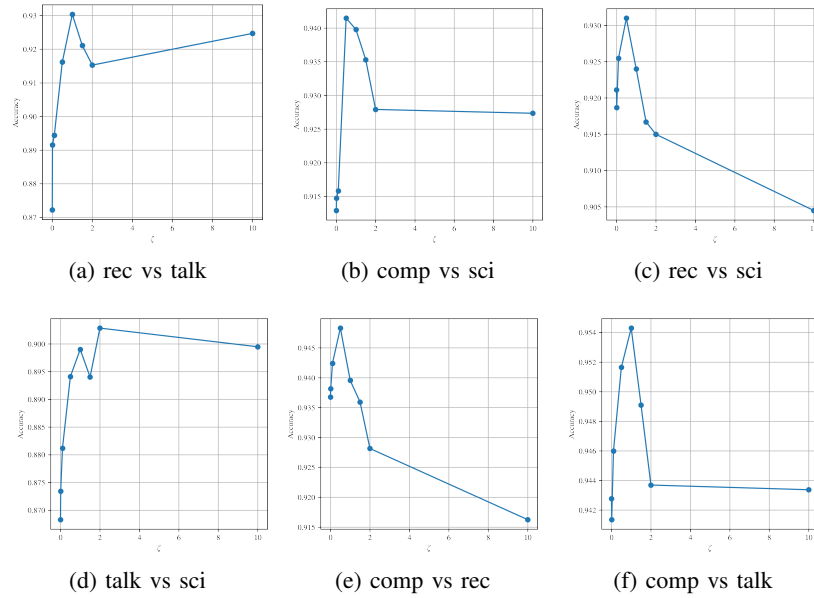 0.93
0.92
0.91
0.90
0.89
0.88
0.87
Accuracy
0 2 4 6 8 10
ζ
(a) rec vs talk
0.940
0.935
0.930
0.925
0.920
0.915
Accuracy
0 2 4 6 8 10
ζ
(b) comp vs sci
0.930
0.925
0.920
0.915
0.910
0.905
Accuracy
0 2 4 6 8 10
ζ
(c) rec vs sci
0.900
0.895
0.890
0.885
0.880
0.875
0.870
Accuracy
0 2 4 6 8 10
ζ
(d) talk vs sci
0.945
0.940
0.935
0.930
0.925
0.920
0.915
Accuracy
0 2 4 6 8 10
ζ
(e) comp vs rec
0.954
0.952
0.950
0.948
0.946
0.944
0.942
Accuracy
0 2 4 6 8 10
ζ
(f) comp vs talk